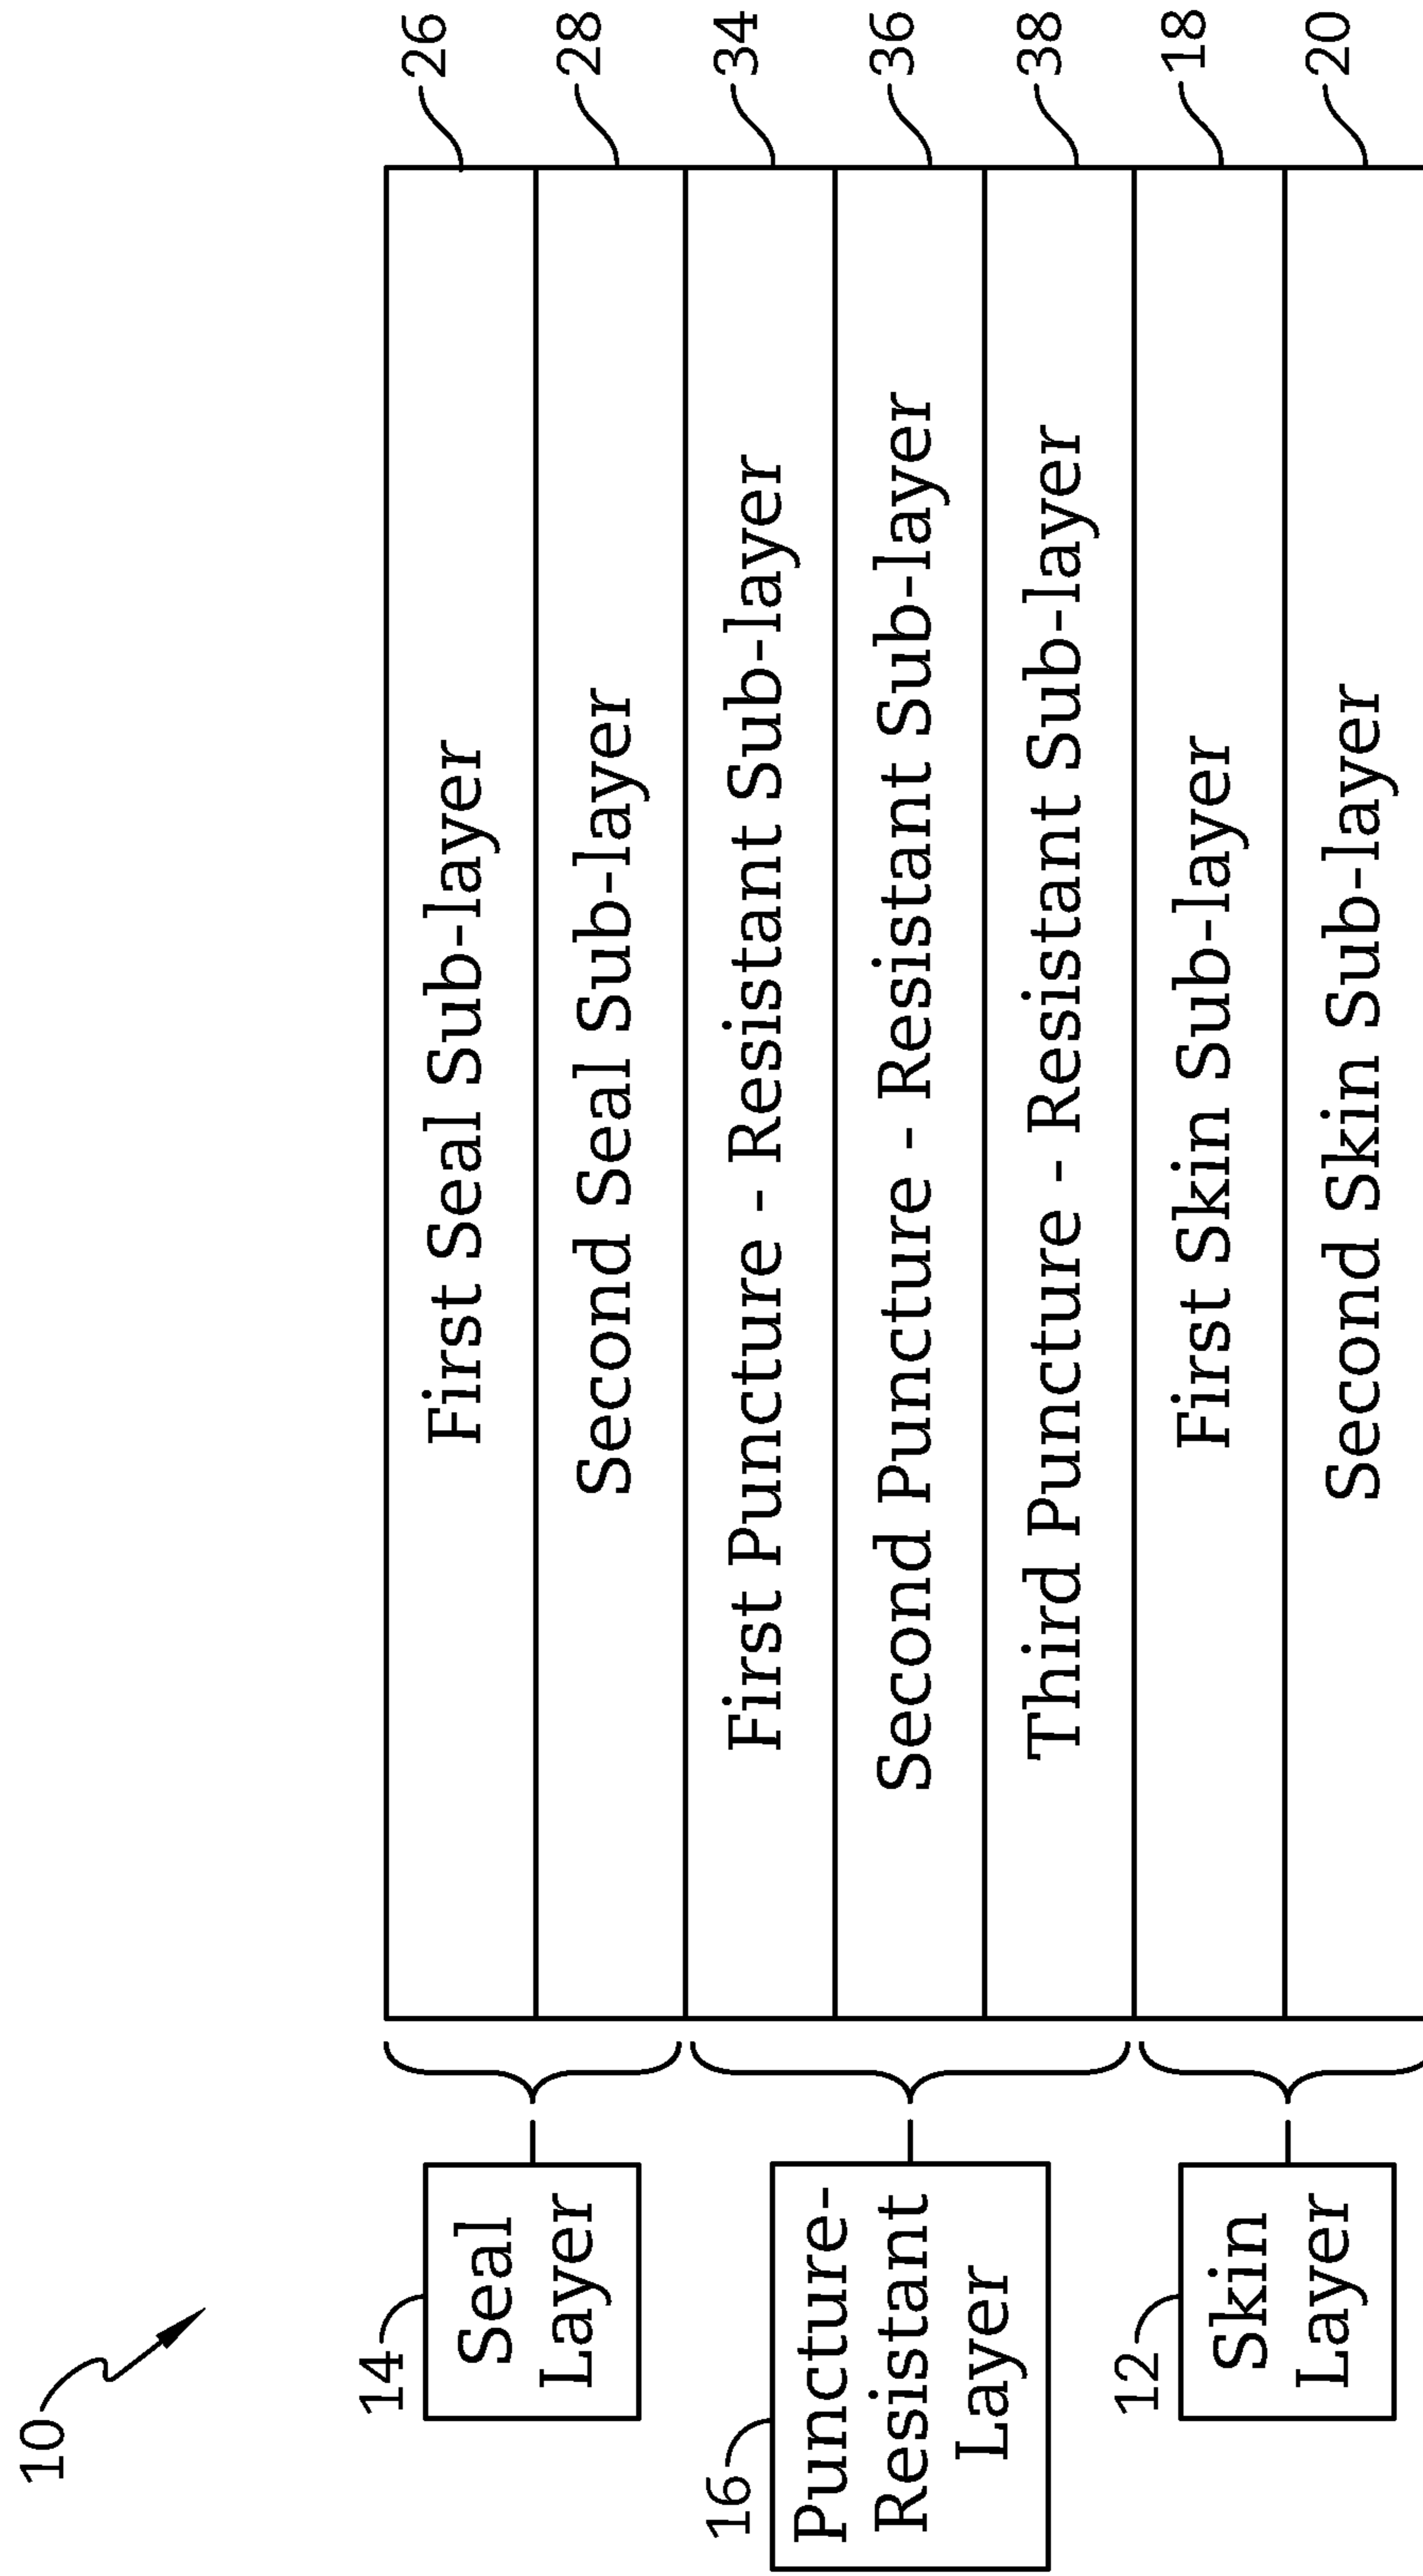 10
14
Seal
Layer
First Seal Sub-layer
26
Second Seal Sub-layer
28
16
Puncture-
Resistant
Layer
First Puncture - Resistant Sub-layer
34
Second Puncture - Resistant Sub-layer
36
Third Puncture - Resistant Sub-layer
38
12
Skin
Layer
First Skin Sub-layer
18
Second Skin Sub-layer
20